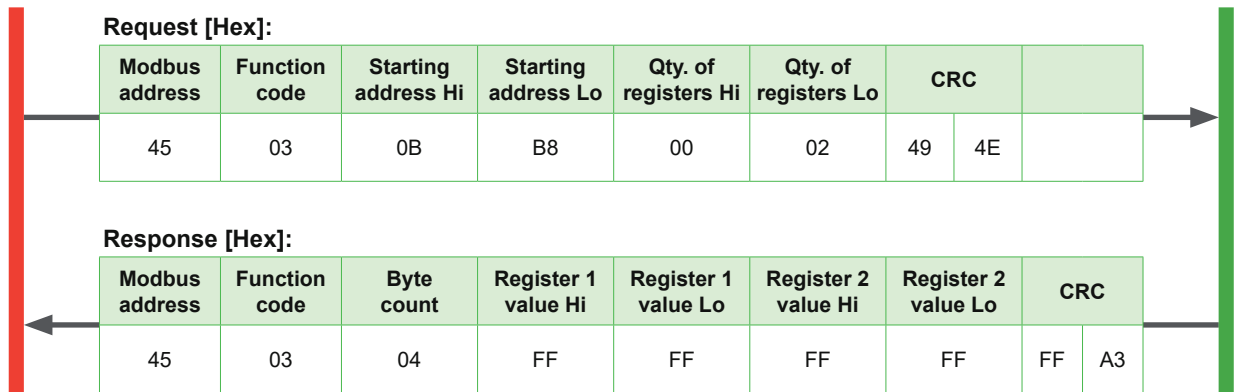 Request [Hex]:
Modbus address Function code Starting address Hi Starting address Lo Qty. of registers Hi Qty. of registers Lo CRC
45 03 0B B8 00 02 49 4E
Response [Hex]:
Modbus address Function code Byte count Register 1 value Hi Register 1 value Lo Register 2 value Hi Register 2 value Lo CRC
45 03 04 FF FF FF FF FF A3